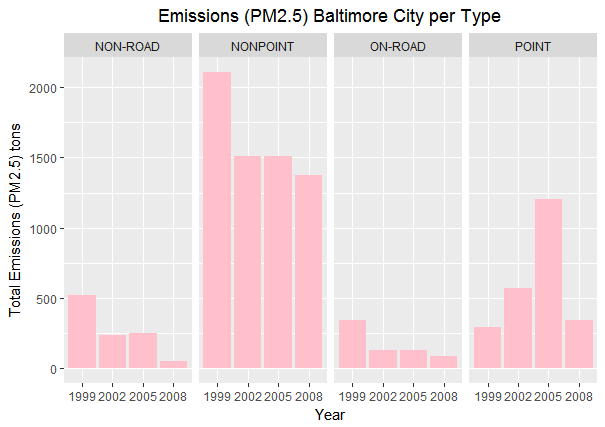 Emissions (PM2.5) Baltimore City per Type
NON-ROAD NONPOINT ON-ROAD POINT
2000
1500
1000
500
0
Total Emissions (PM2.5) tons
1999 2002 2005 2008 1999 2002 2005 2008 1999 2002 2005 2008 1999 2002 2005 2008
Year